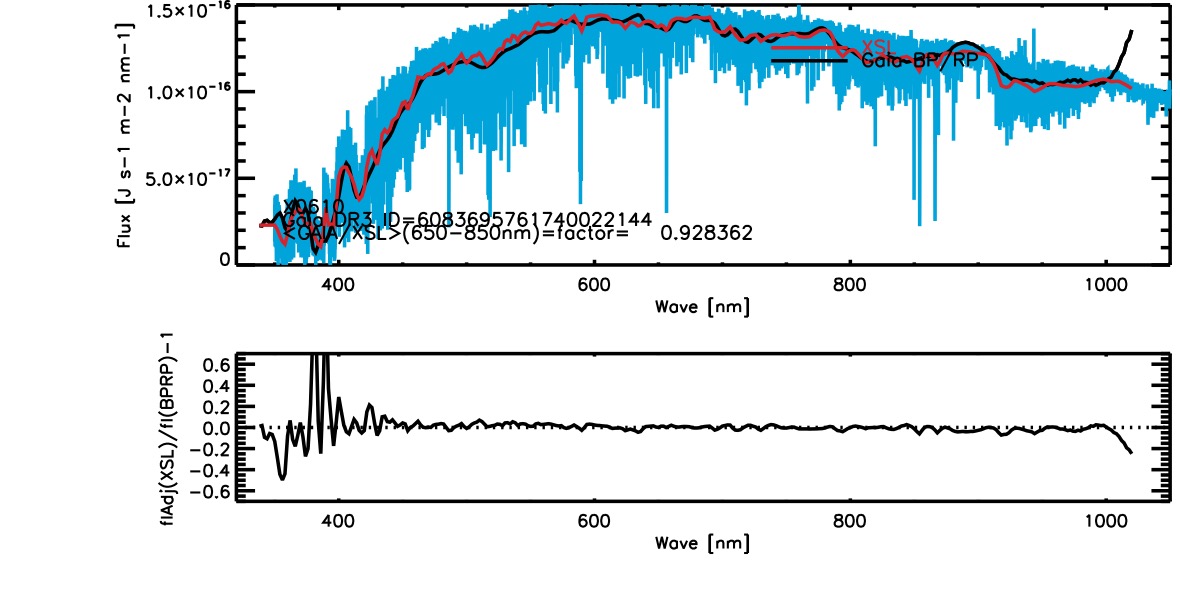 1.5×10−16
1.0×10−16
5.0×10−17
0
Flux [J s−1 m−2 nm−1]
XSL
Gaia BP/RP
X0610
Gaia DR3 ID=6083695761740022144
<GAIA/XSL>(650−850nm)=factor= 0.928362
400 600 800 1000
Wave [nm]
flAdj(XSL)/fl(BPRP)−1
0.6
0.4
0.2
0.0
−0.2
−0.4
−0.6
400 600 800 1000
Wave [nm]